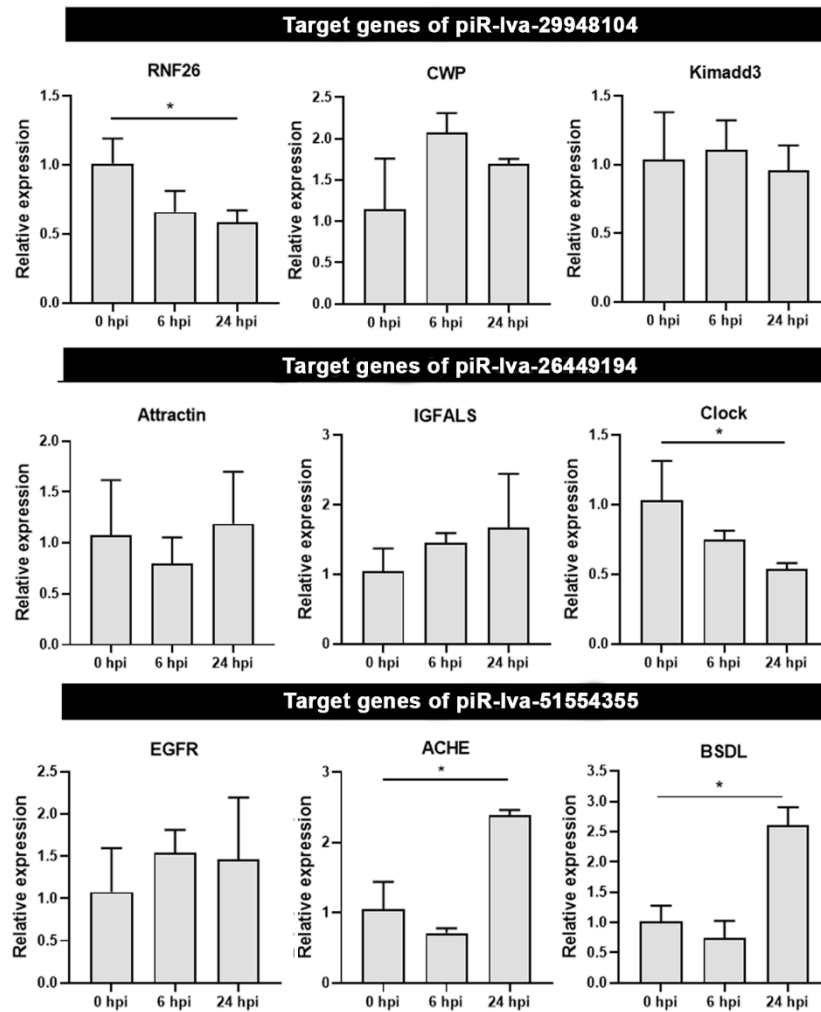 Target genes of piR-lva-29948104
RNF26
CWP
Kimadd3
Relative expression
1.5
1.0
0.5
0.0
*
0 hpi 6 hpi 24 hpi
Relative expression
2.5
2.0
1.5
1.0
0.5
0.0
0 hpi 6 hpi 24 hpi
Relative expression
1.5
1.0
0.5
0.0
0 hpi 6 hpi 24 hpi
Target genes of piR-lva-26449194
Attractin
IGFALS
Clock
Relative expression
2.0
1.5
1.0
0.5
0.0
0 hpi 6 hpi 24 hpi
Relative expression
3
2
1
0
0 hpi 6 hpi 24 hpi
Relative expression
1.5
1.0
0.5
0.0
*
0 hpi 6 hpi 24 hpi
Target genes of piR-lva-51554355
EGFR
ACHE
BSDL
Relative expression
2.5
2.0
1.5
1.0
0.5
0.0
0 hpi 6 hpi 24 hpi
Relative expression
3
2
1
0
*
0 hpi 6 hpi 24 hpi
Relative expression
3.5
3.0
2.5
2.0
1.5
1.0
0.5
0.0
*
0 hpi 6 hpi 24 hpi